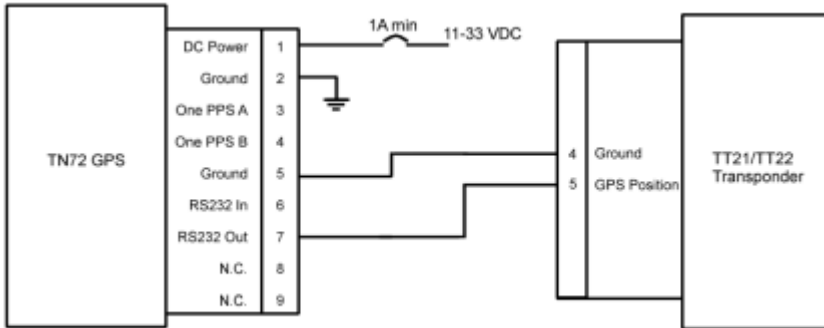 1A min
11-33 VDC
DC Power 1
Ground 2
One PPS A 3
One PPS B 4
TN72 GPS
Ground 5
RS232 In 6
RS232 Out 7
N.C. 8
N.C. 9
4 Ground
5 GPS Position
TT21/TT22
Transponder